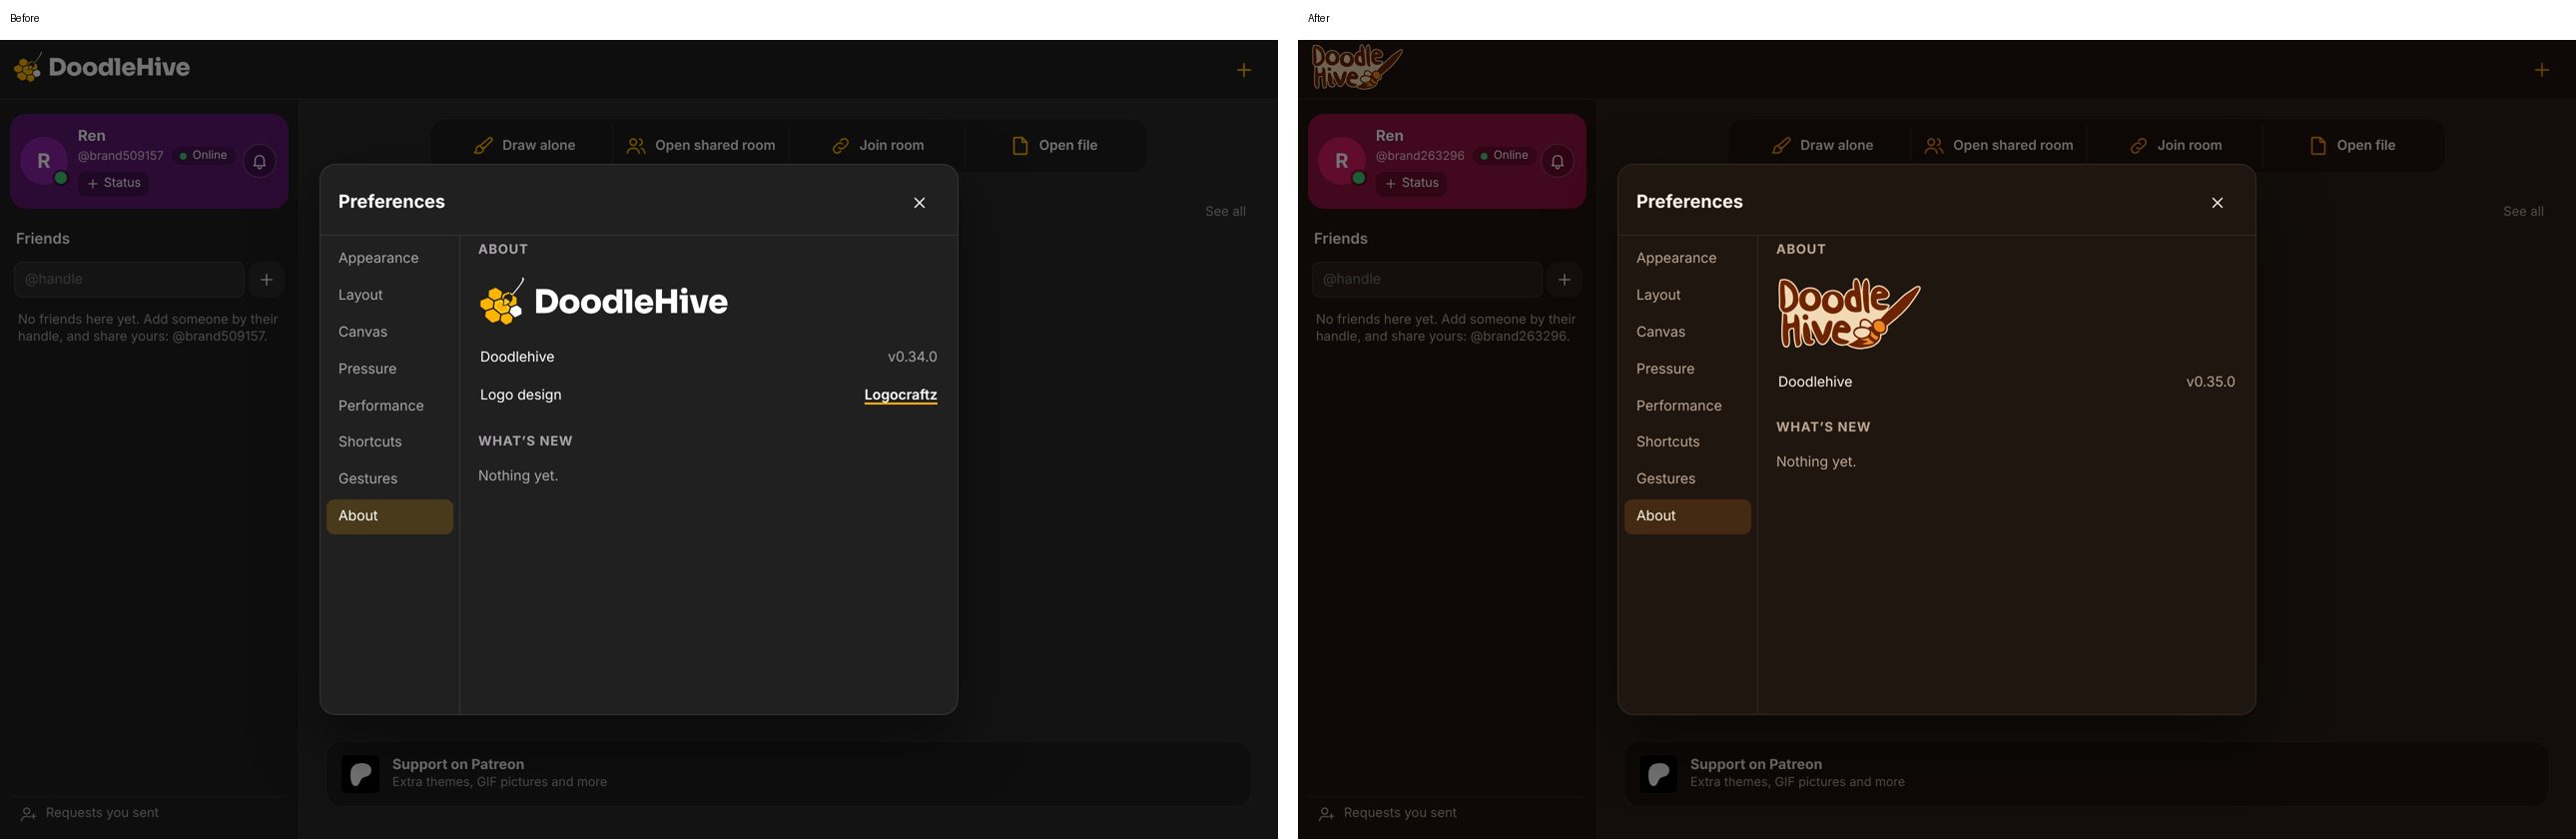 Before
DoodleHive
Ren
@brand509157
Online
Status
Friends
@handle
No friends here yet. Add someone by their
handle, and share yours: @brand509157.
Requests you sent
Draw alone
Open shared room
Join room
Open file
See all
Preferences
Appearance
Layout
Canvas
Pressure
Performance
Shortcuts
Gestures
About
ABOUT
DoodleHive
Doodlehive v0.34.0
Logo design Logocraftz
WHAT’S NEW
Nothing yet.
Support on Patreon
Extra themes, GIF pictures and more
After
Doodle
Hive
Ren
@brand263296
Online
Status
Friends
@handle
No friends here yet. Add someone by their
handle, and share yours: @brand263296.
Requests you sent
Draw alone
Open shared room
Join room
Open file
See all
Preferences
Appearance
Layout
Canvas
Pressure
Performance
Shortcuts
Gestures
About
ABOUT
Doodle
Hive
Doodlehive v0.35.0
WHAT’S NEW
Nothing yet.
Support on Patreon
Extra themes, GIF pictures and more